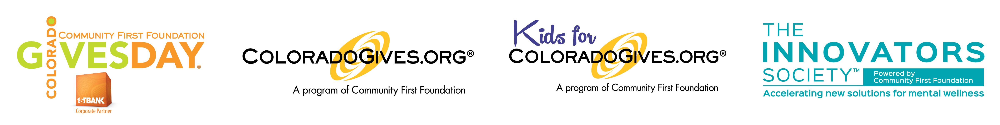 COLORADO
COMMUNITY FIRST FOUNDATION
GIVESDAY®
1STBANK
Corporate Partner
COLORADOGIVES.ORG®
A program of Community First Foundation
Kids for
COLORADOGIVES.ORG®
A program of Community First Foundation
THE
INNOVATORS
SOCIETY™
Powered by
Community First Foundation
Accelerating new solutions for mental wellness